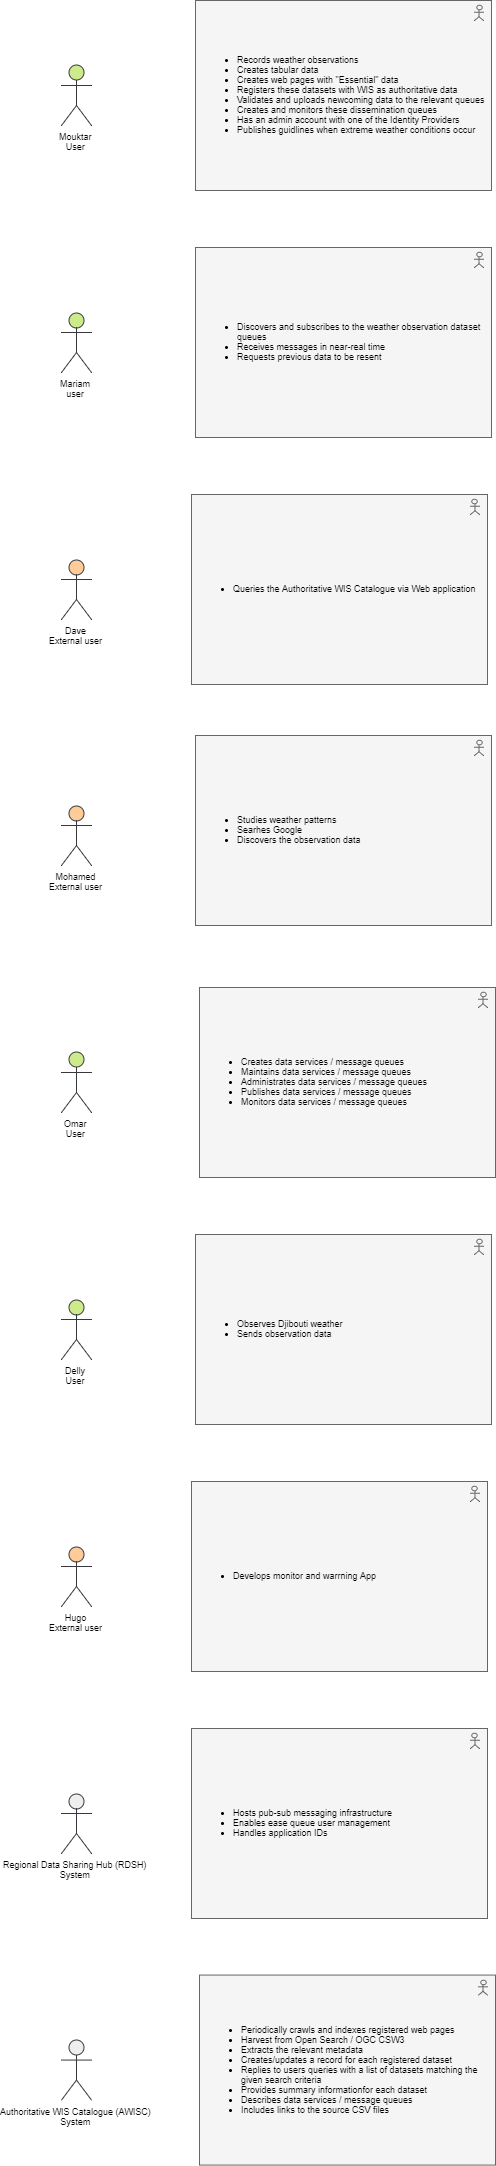 Records weather observations
Creates tabular data
Creates web pages with "Essential" data
Registers these datasets with WIS as authoritative data
Validates and uploads newcoming data to the relevant queues
Creates and monitors these dissemination queues
Has an admin account with one of the Identity Providers
Publishes guidlines when extreme weather conditions occur
Mouktar
User
Discovers and subscribes to the weather observation dataset
queues
Receives messages in near-real time
Requests previous data to be resent
Mariam
user
Queries the Authoritative WIS Catalogue via Web application
Dave
External user
Studies weather patterns
Searhes Google
Discovers the observation data
Mohamed
External user
Creates data services / message queues
Maintains data services / message queues
Administrates data services / message queues
Publishes data services / message queues
Monitors data services / message queues
Omar
User
Observes Djibouti weather
Sends observation data
Delly
User
Develops monitor and warrning App
Hugo
External user
Hosts pub-sub messaging infrastructure
Enables ease queue user management
Handles application IDs
Regional Data Sharing Hub (RDSH)
System
Periodically crawls and indexes registered web pages
Harvest from Open Search / OGC CSW3
Extracts the relevant metadata
Creates/updates a record for each registered dataset
Replies to users queries with a list of datasets matching the
given search criteria
Provides summary informationfor each dataset
Describes data services / message queues
Includes links to the source CSV files
Authoritative WIS Catalogue (AWISC)
System